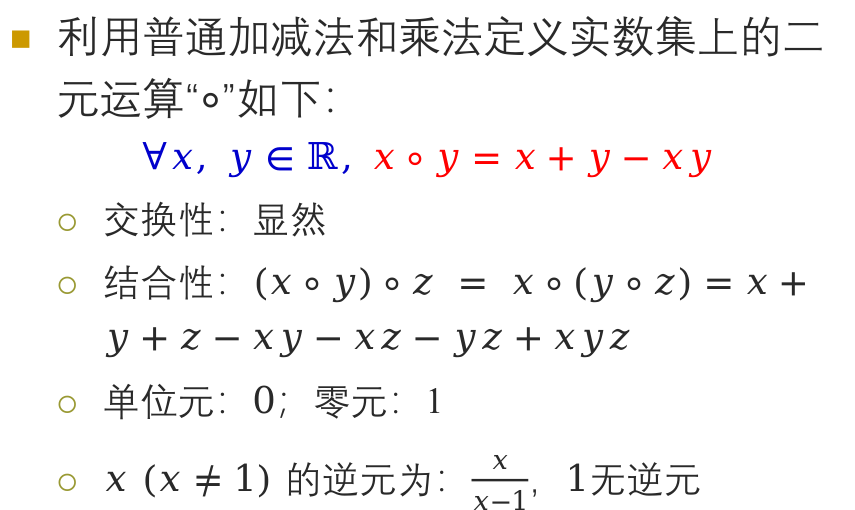 利用普通加减法和乘法定义实数集上的二
元运算“∘”如下：
∀x, y ∈ ℝ, x ∘ y = x + y − xy
交换性：显然
结合性：(x ∘ y) ∘ z = x ∘ (y ∘ z) = x +
y + z − xy − xz − yz + xyz
单位元：0；零元：1
x (x ≠ 1) 的逆元为：x/(x−1)，1无逆元